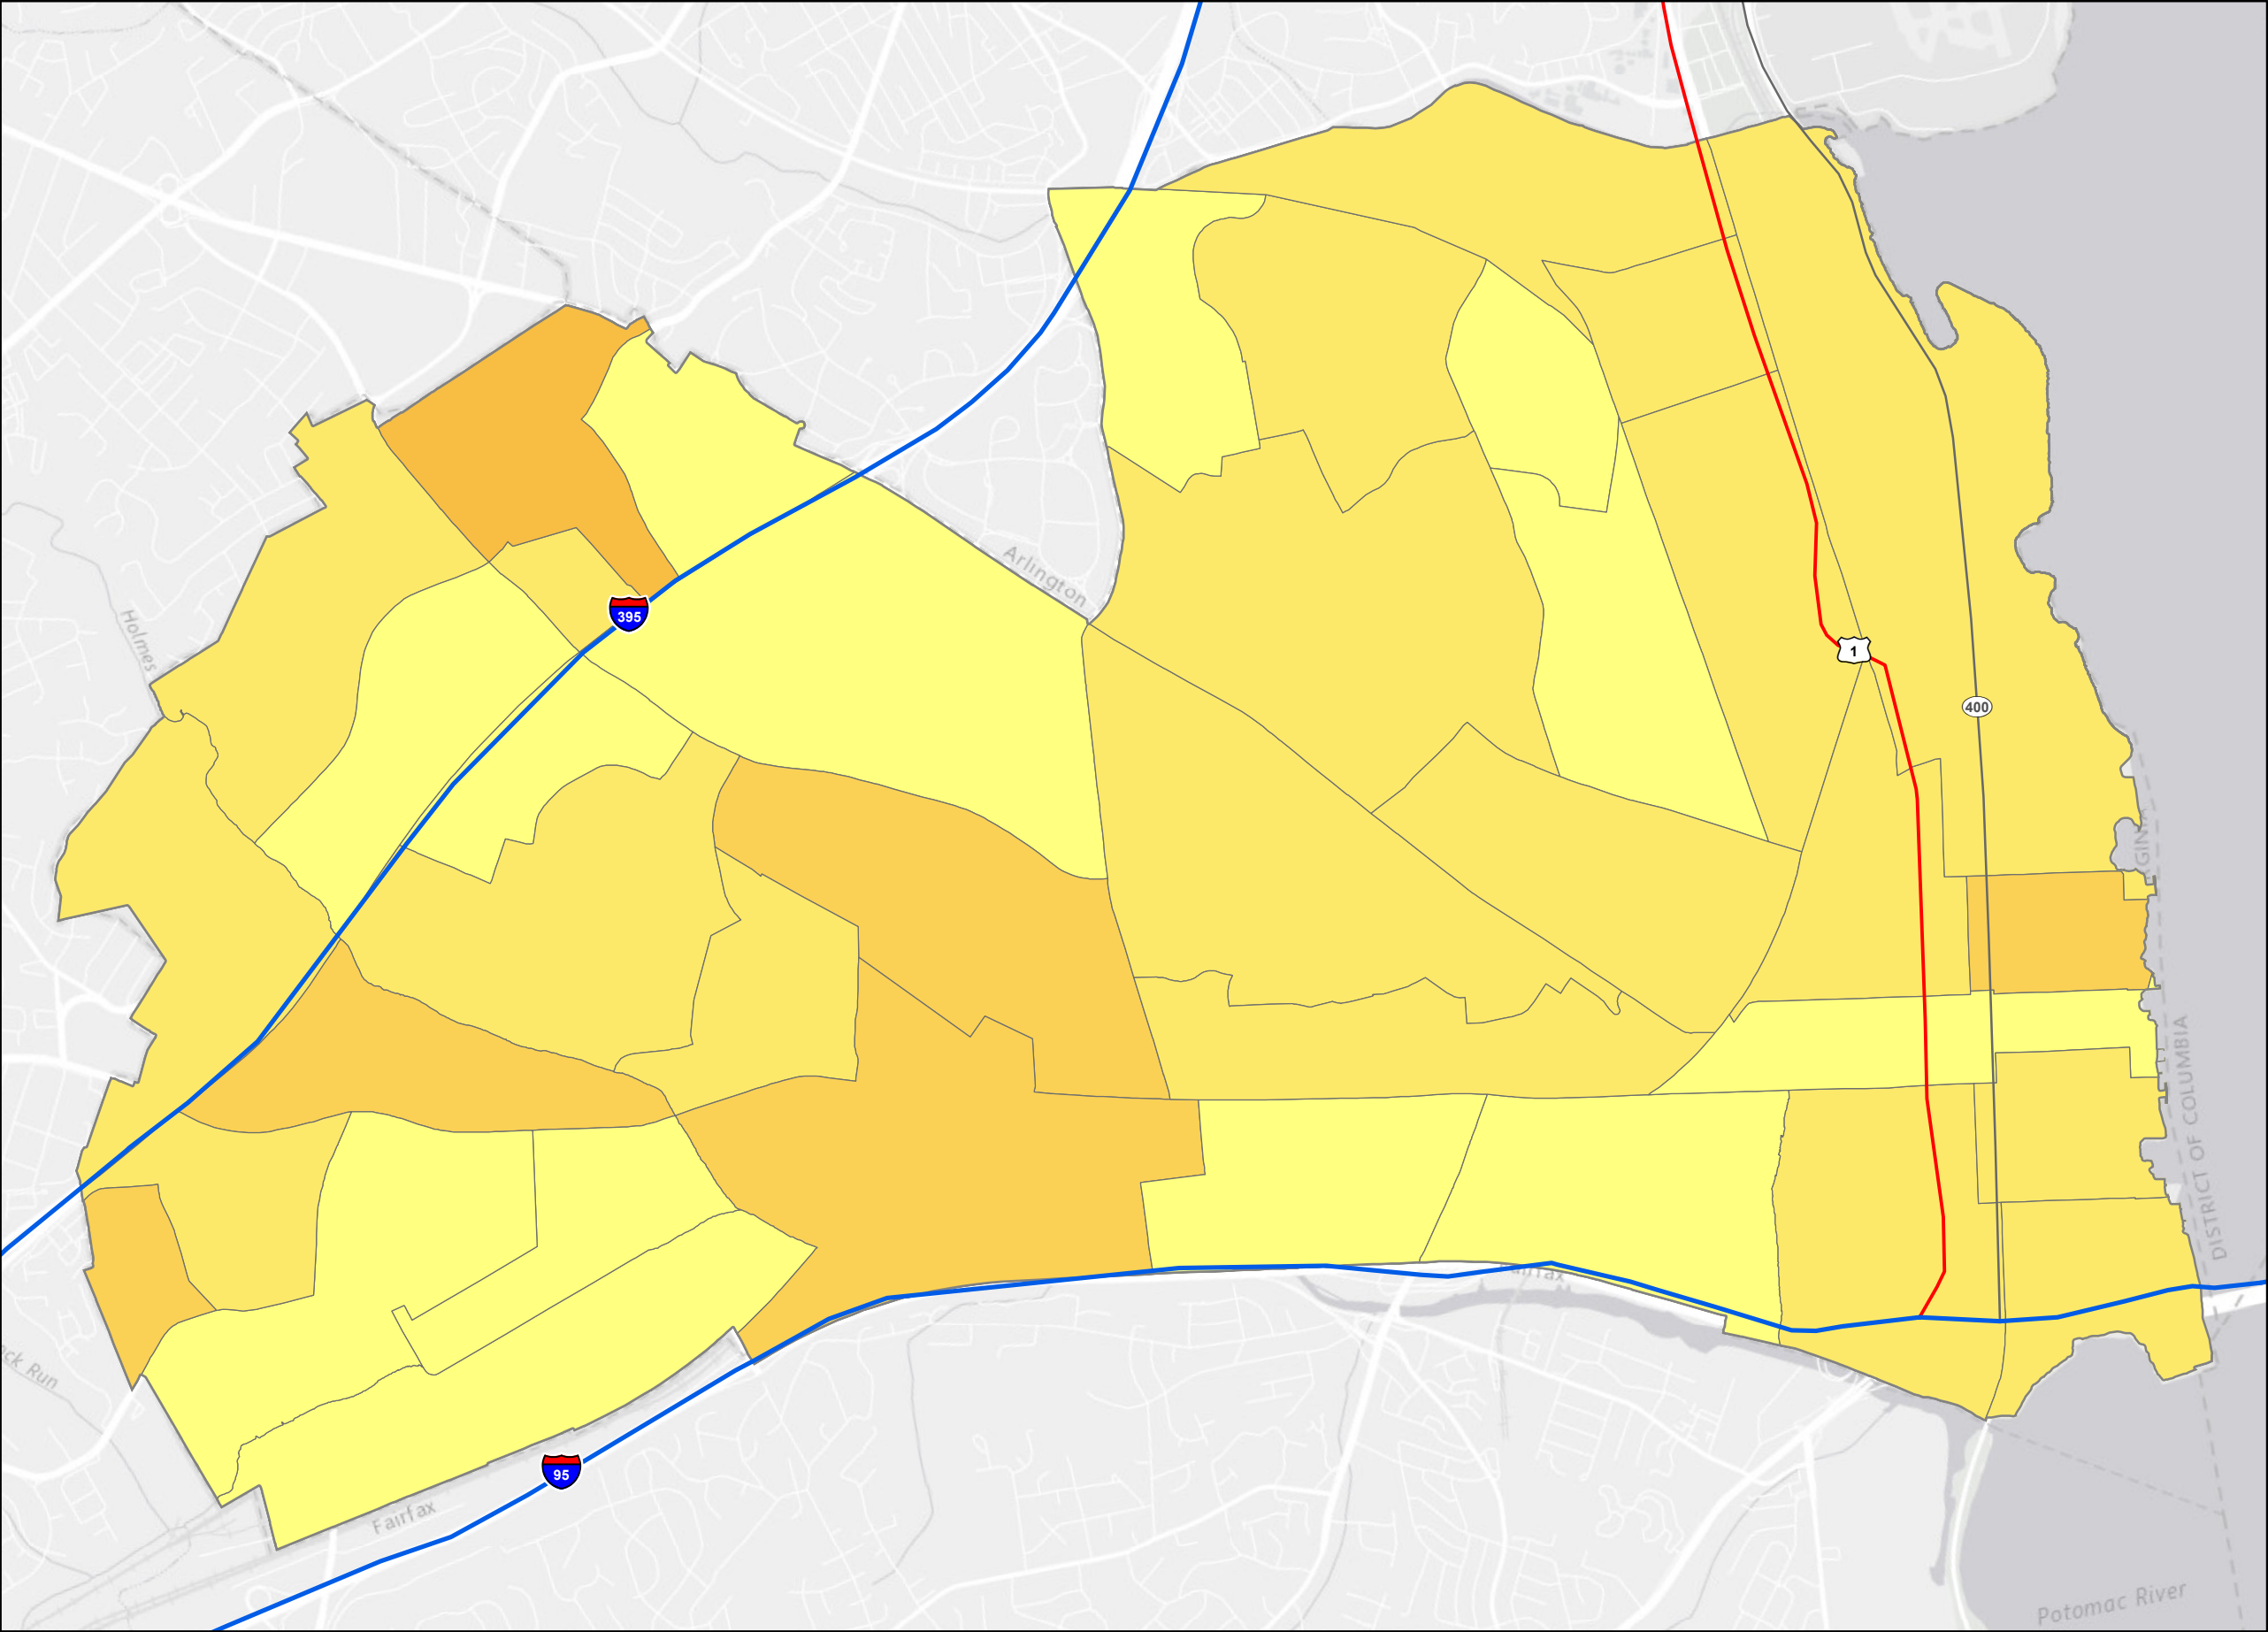 Arlington
Holmes
395
1
400
VIRGINIA
DISTRICT OF COLUMBIA
Fairfax
95
Fairfax
Potomac River